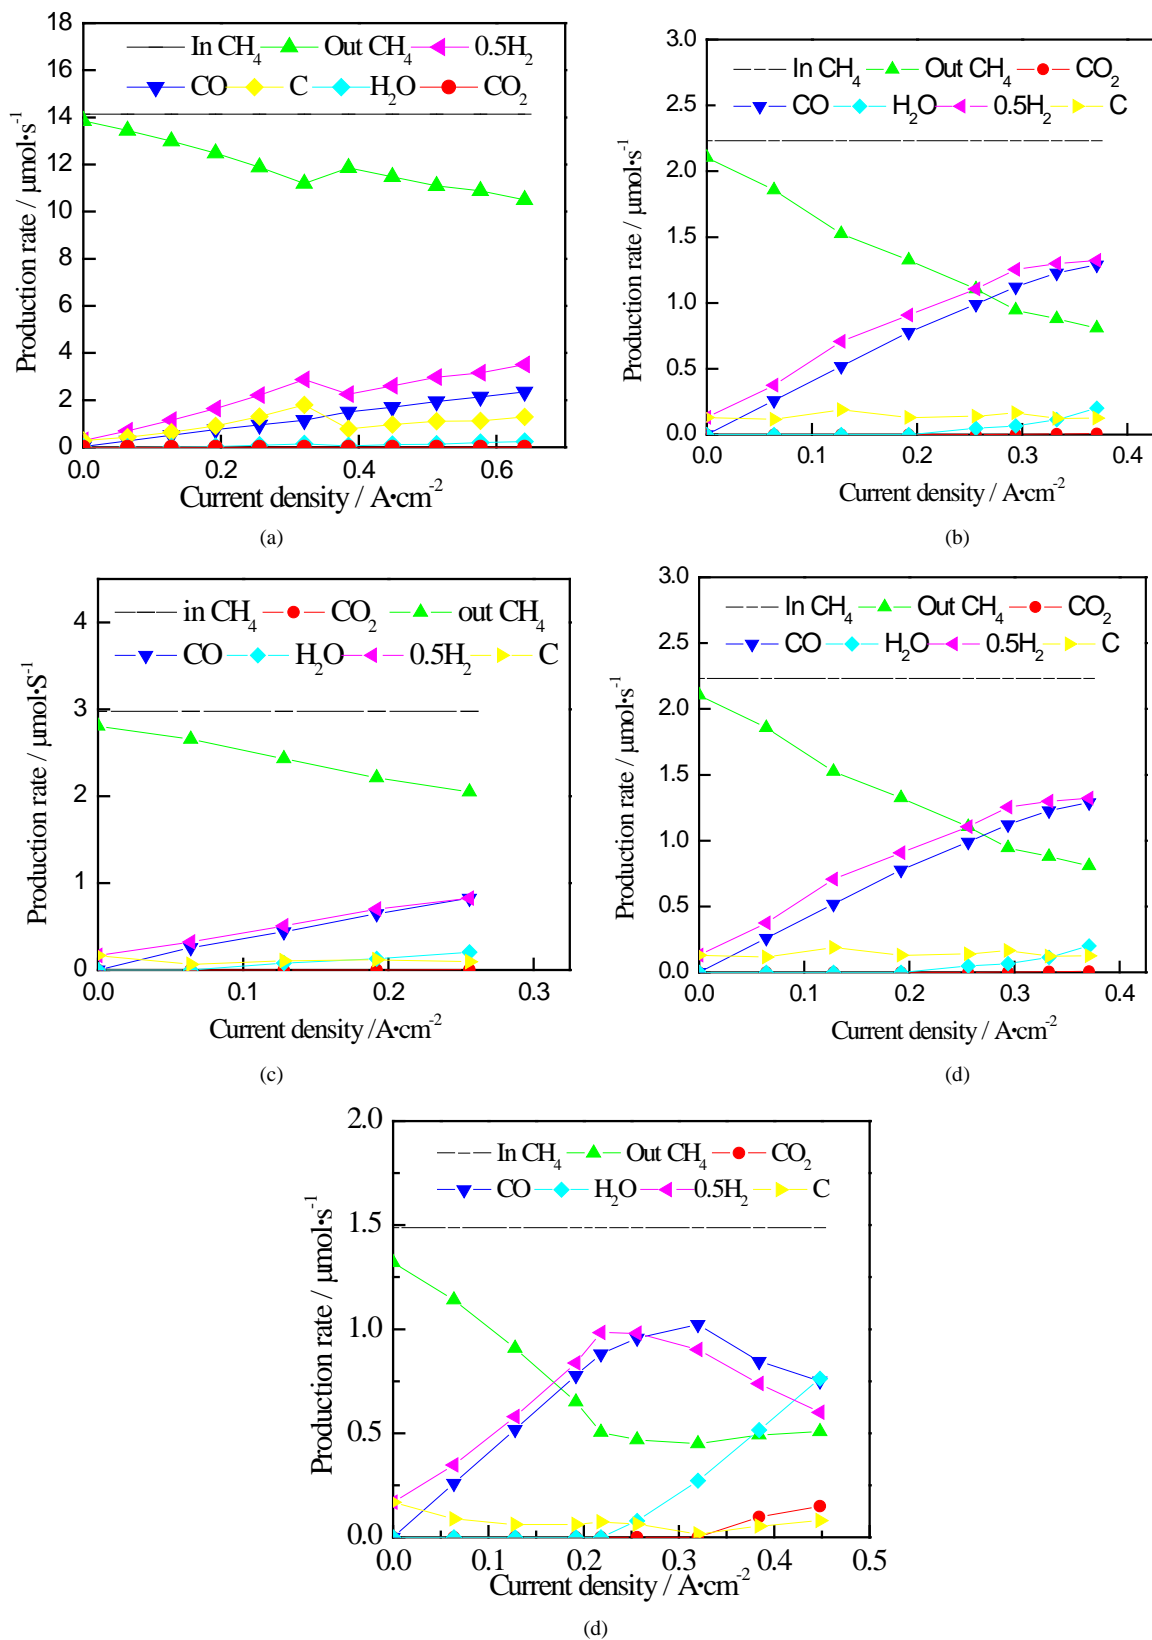 In CH4 Out CH4 0.5H2
CO C H2O CO2
Production rate / μmol•s-1
18
16
14
12
10
8
6
4
2
0
0.0 0.2 0.4 0.6
Current density / A•cm-2
(a)
In CH4 Out CH4 CO2
CO H2O 0.5H2 C
Production rate / μmol•s-1
3.0
2.5
2.0
1.5
1.0
0.5
0.0
0.0 0.1 0.2 0.3 0.4
Current density / A•cm-2
(b)
in CH4 CO2 out CH4
CO H2O 0.5H2 C
Production rate / μmol•S-1
4
3
2
1
0
0.0 0.1 0.2 0.3
Current density /A•cm-2
(c)
In CH4 Out CH4 CO2
CO H2O 0.5H2 C
Production rate / μmol•s-1
3.0
2.5
2.0
1.5
1.0
0.5
0.0
0.0 0.1 0.2 0.3 0.4
Current density / A•cm-2
(d)
In CH4 Out CH4 CO2
CO H2O 0.5H2 C
Production rate / μmol•s-1
2.0
1.5
1.0
0.5
0.0
0.0 0.1 0.2 0.3 0.4 0.5
Current density / A•cm-2
(d)